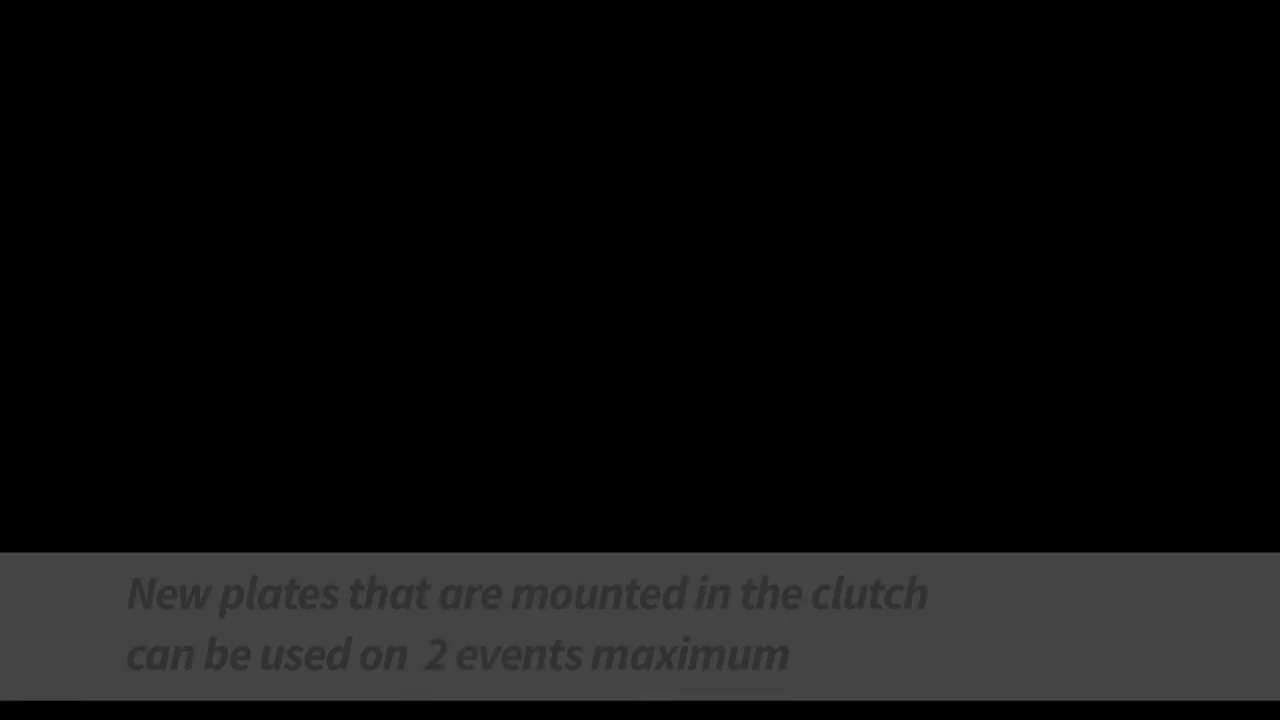 New plates that are mounted in the clutch
can be used on 2 events maximum